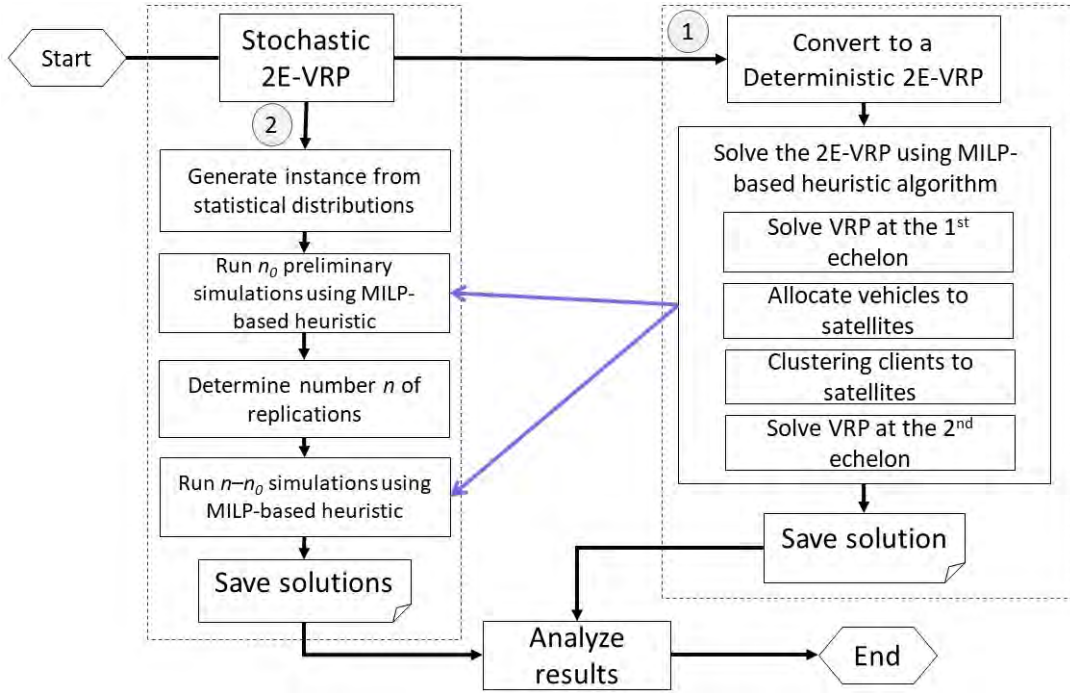 Start
Stochastic
2E-VRP
1
Convert to a
Deterministic 2E-VRP
2
Generate instance from
statistical distributions
Run n₀ preliminary
simulations using MILP-
based heuristic
Determine number n of
replications
Run n–n₀ simulations using
MILP-based heuristic
Save solutions
Solve the 2E-VRP using MILP-
based heuristic algorithm
Solve VRP at the 1st
echelon
Allocate vehicles to
satellites
Clustering clients to
satellites
Solve VRP at the 2nd
echelon
Save solution
Analyze
results
End